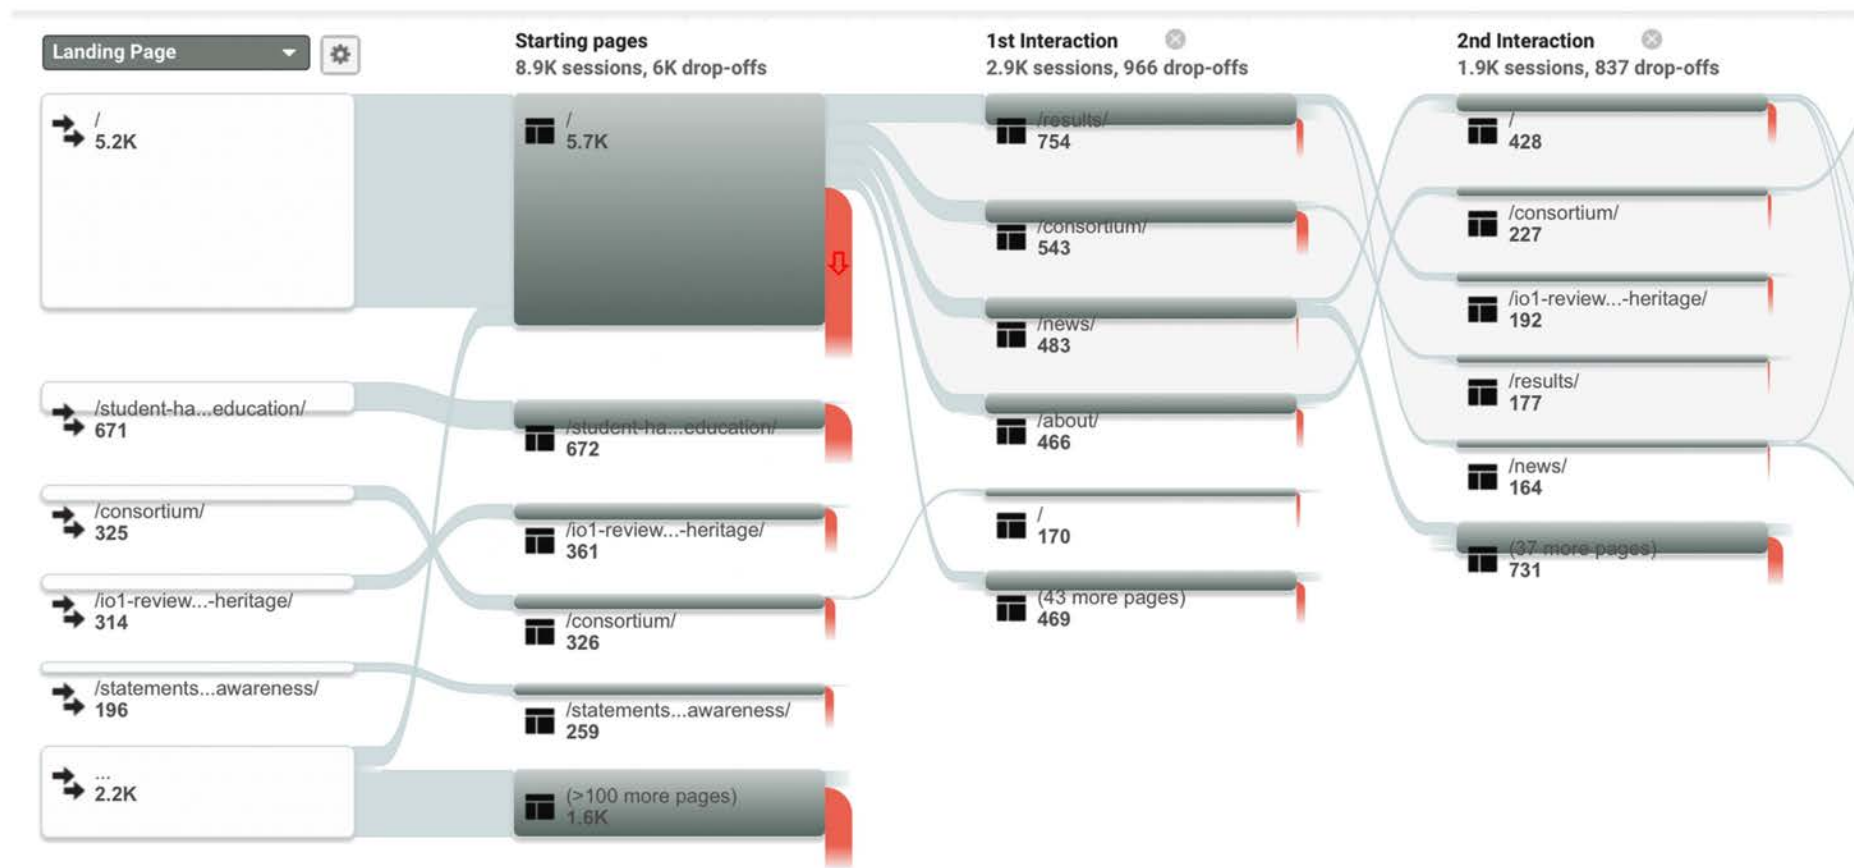 Landing Page
/
5.2K
/student-ha...education/
671
/consortium/
325
/io1-review...-heritage/
314
/statements...awareness/
196
...
2.2K
Starting pages
8.9K sessions, 6K drop-offs
/
5.7K
/student-ha...education/
672
/io1-review...-heritage/
361
/consortium/
326
/statements...awareness/
259
(>100 more pages)
1.6K
1st Interaction
2.9K sessions, 966 drop-offs
/results/
754
/consortium/
543
/news/
483
/about/
466
/
170
(43 more pages)
469
2nd Interaction
1.9K sessions, 837 drop-offs
/
428
/consortium/
227
/io1-review...-heritage/
192
/results/
177
/news/
164
(37 more pages)
731